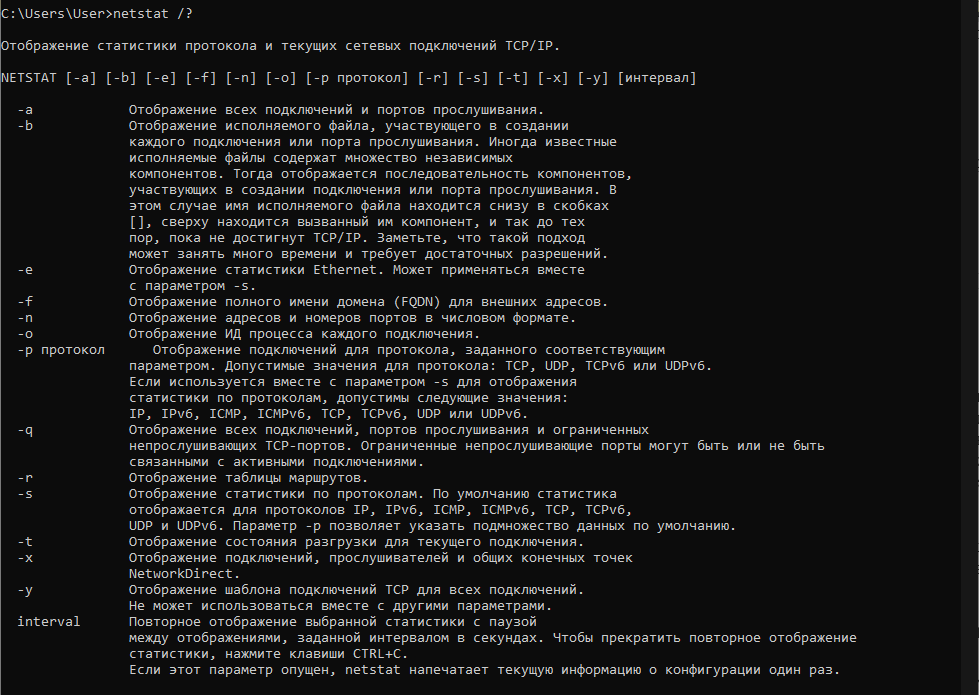 C:\Users\User>netstat /?
Отображение статистики протокола и текущих сетевых подключений TCP/IP.
NETSTAT [-a] [-b] [-e] [-f] [-n] [-o] [-p протокол] [-r] [-s] [-t] [-x] [-y] [интервал]
-a Отображение всех подключений и портов прослушивания.
-b Отображение исполняемого файла, участвующего в создании
каждого подключения или порта прослушивания. Иногда известные
исполняемые файлы содержат множество независимых
компонентов. Тогда отображается последовательность компонентов,
участвующих в создании подключения или порта прослушивания. В
этом случае имя исполняемого файла находится снизу в скобках
[], сверху находится вызванный им компонент, и так до тех
пор, пока не достигнут TCP/IP. Заметьте, что такой подход
может занять много времени и требует достаточных разрешений.
-e Отображение статистики Ethernet. Может применяться вместе
с параметром -s.
-f Отображение полного имени домена (FQDN) для внешних адресов.
-n Отображение адресов и номеров портов в числовом формате.
-o Отображение ИД процесса каждого подключения.
-p протокол Отображение подключений для протокола, заданного соответствующим
параметром. Допустимые значения для протокола: TCP, UDP, TCPv6 или UDPv6.
Если используется вместе с параметром -s для отображения
статистики по протоколам, допустимы следующие значения:
IP, IPv6, ICMP, ICMPv6, TCP, TCPv6, UDP или UDPv6.
-q Отображение всех подключений, портов прослушивания и ограниченных
непрослушивающих TCP-портов. Ограниченные непрослушивающие порты могут быть или не быть
связанными с активными подключениями.
-r Отображение таблицы маршрутов.
-s Отображение статистики по протоколам. По умолчанию статистика
отображается для протоколов IP, IPv6, ICMP, ICMPv6, TCP, TCPv6,
UDP и UDPv6. Параметр -p позволяет указать подмножество данных по умолчанию.
-t Отображение состояния разгрузки для текущего подключения.
-x Отображение подключений, прослушивателей и общих конечных точек
NetworkDirect.
-y Отображение шаблона подключений TCP для всех подключений.
Не может использоваться вместе с другими параметрами.
interval Повторное отображение выбранной статистики с паузой
между отображениями, заданной интервалом в секундах. Чтобы прекратить повторное отображение
статистики, нажмите клавиши CTRL+C.
Если этот параметр опущен, netstat напечатает текущую информацию о конфигурации один раз.